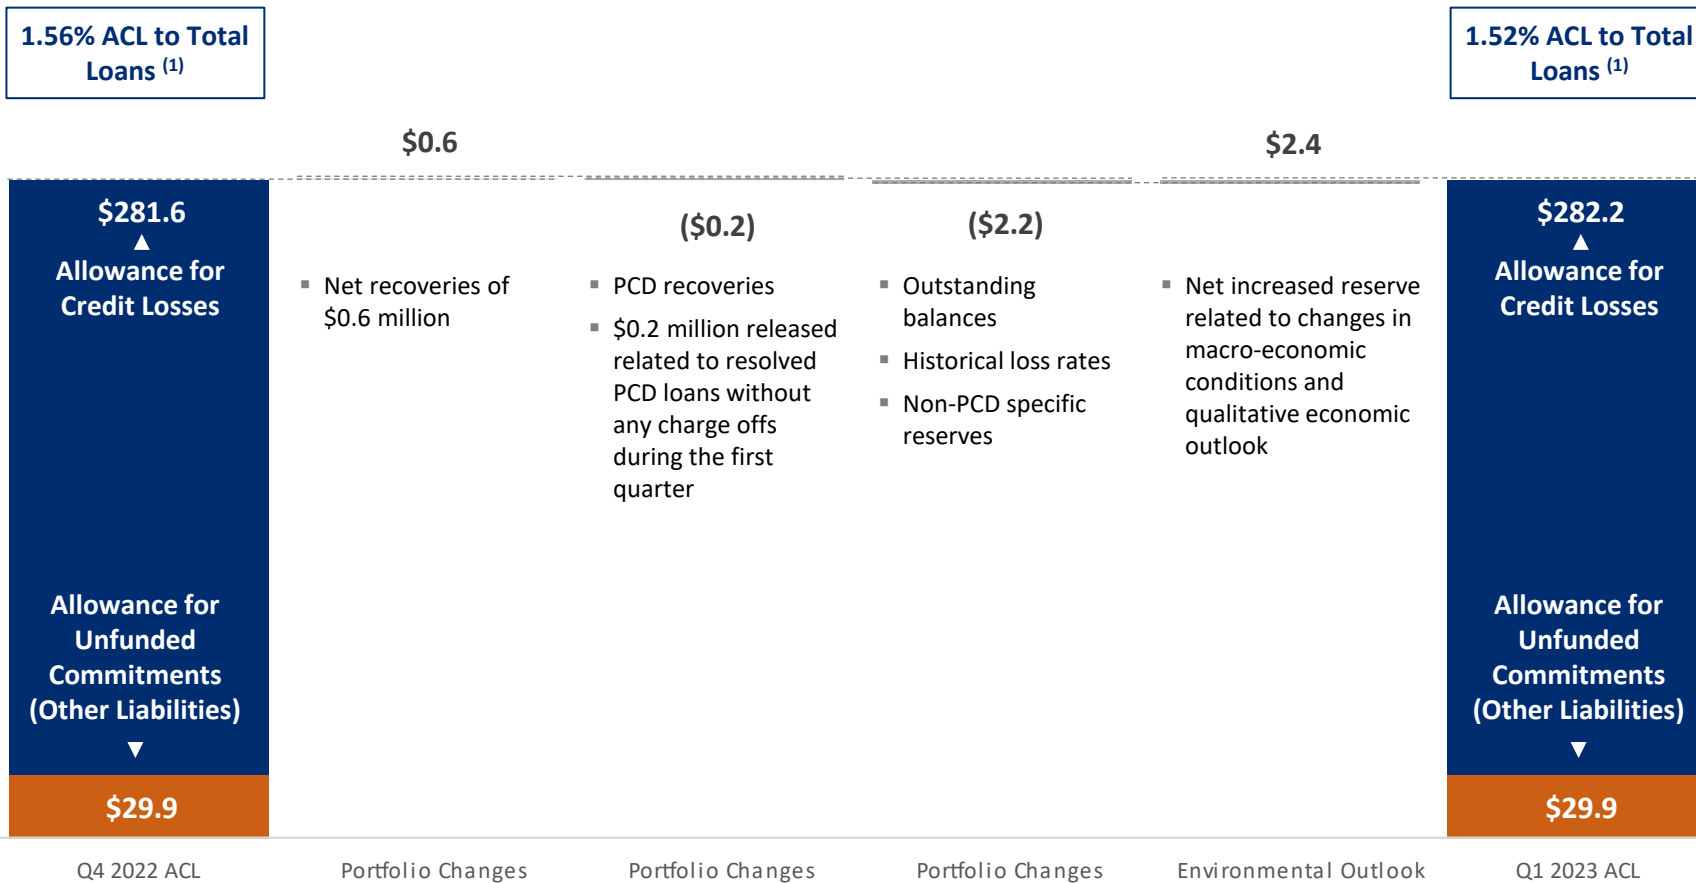 1.56% ACL to Total
Loans (1)
1.52% ACL to Total
Loans (1)
$0.6
$2.4
$281.6
▲
Allowance for
Credit Losses
Allowance for
Unfunded
Commitments
(Other Liabilities)
▼
$29.9
▪ Net recoveries of
$0.6 million
($0.2)
▪ PCD recoveries
▪ $0.2 million released
related to resolved
PCD loans without
any charge offs
during the first
quarter
($2.2)
▪ Outstanding
balances
▪ Historical loss rates
▪ Non-PCD specific
reserves
▪ Net increased reserve
related to changes in
macro-economic
conditions and
qualitative economic
outlook
$282.2
▲
Allowance for
Credit Losses
Allowance for
Unfunded
Commitments
(Other Liabilities)
▼
$29.9
Q4 2022 ACL
Portfolio Changes
Portfolio Changes
Portfolio Changes
Environmental Outlook
Q1 2023 ACL